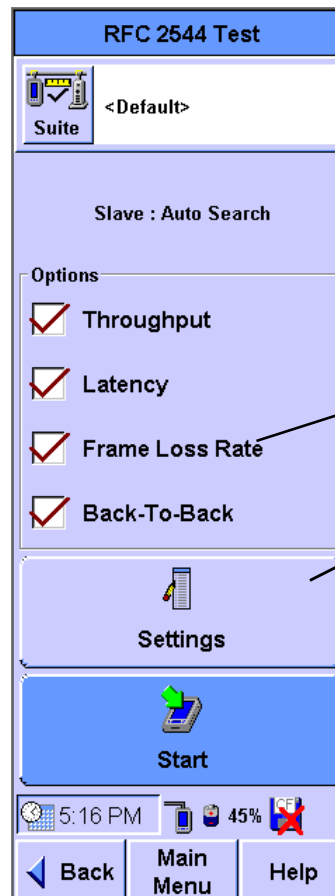 RFC 2544 Test
Suite
<Default>
Slave : Auto Search
Options
Throughput
Latency
Frame Loss Rate
Back-To-Back
Settings
Start
5:16 PM
45%
CF
Back
Main
Menu
Help